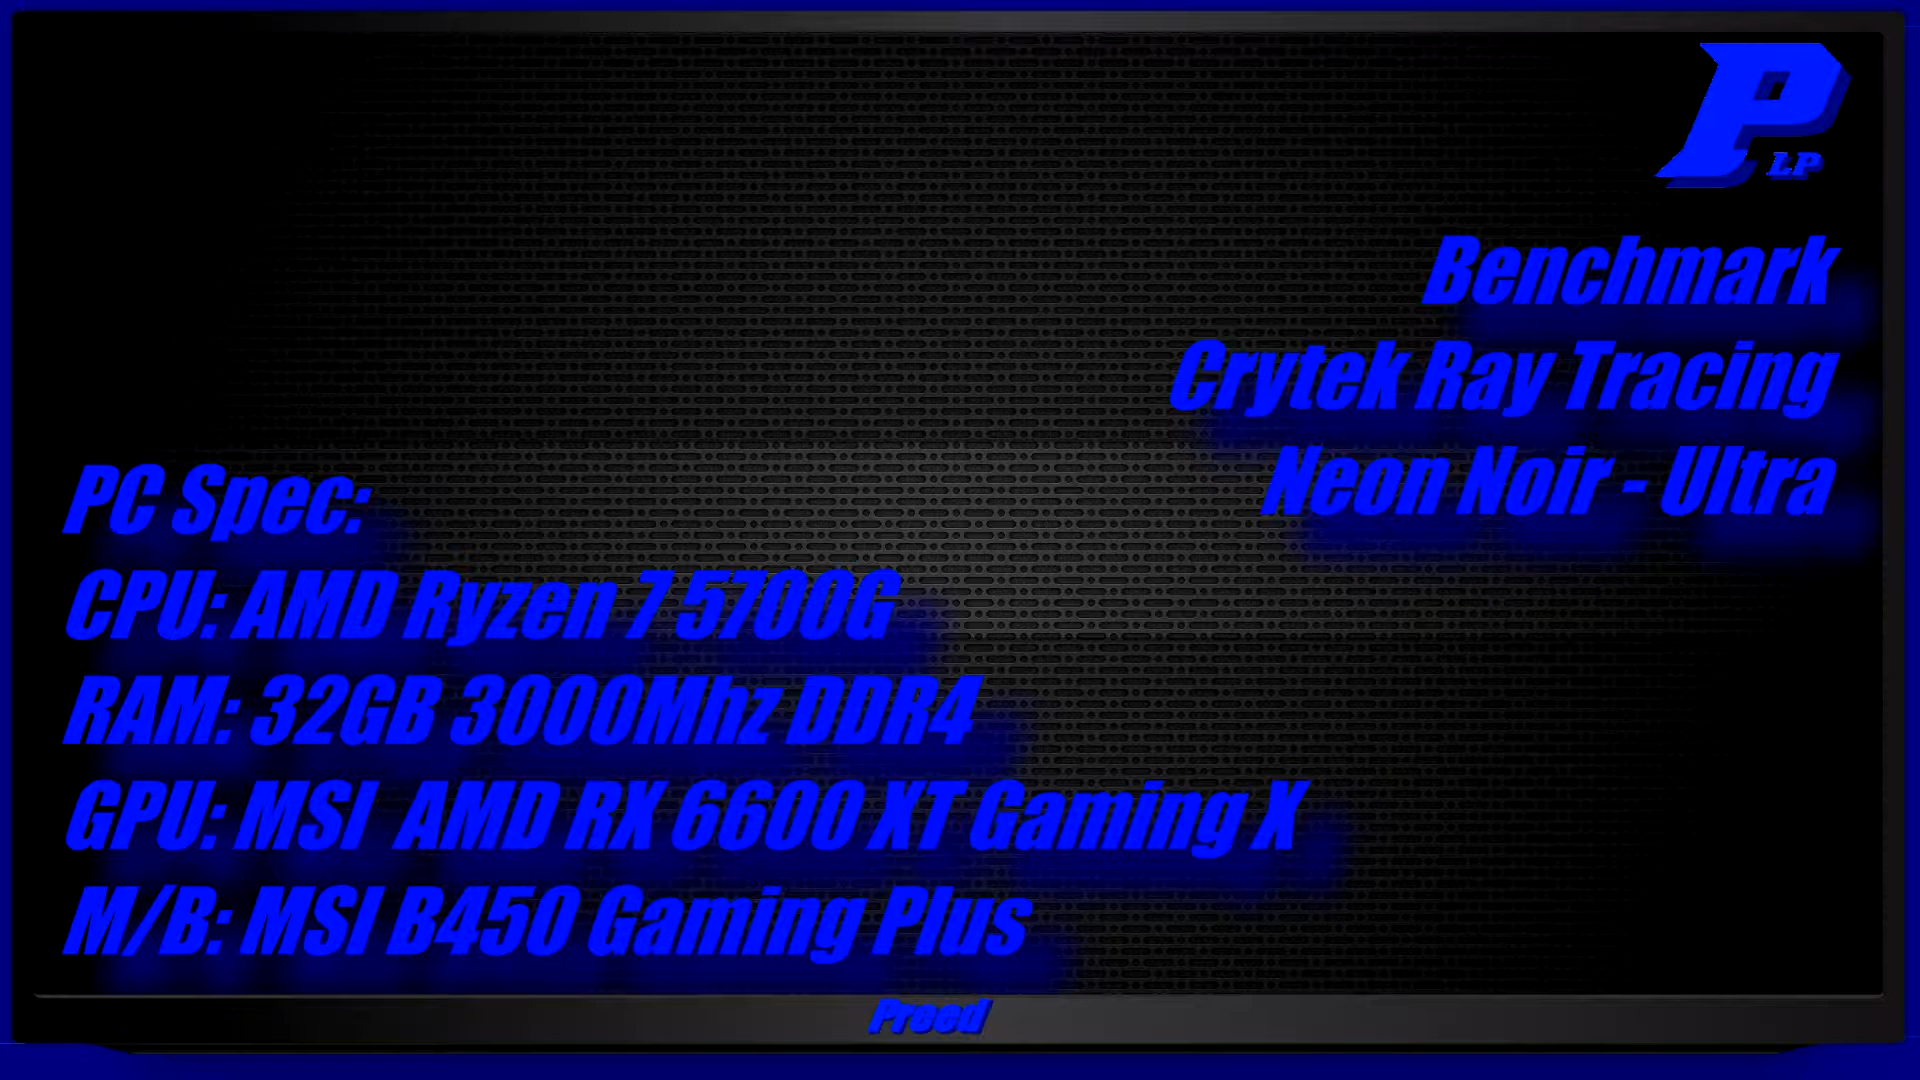 P
LP
Benchmark
Crytek Ray Tracing
Neon Noir - Ultra
PC Spec:
CPU: AMD Ryzen 7 5700G
RAM: 32GB 3000Mhz DDR4
GPU: MSI  AMD RX 6600 XT Gaming X
M/B: MSI B450 Gaming Plus
Preed